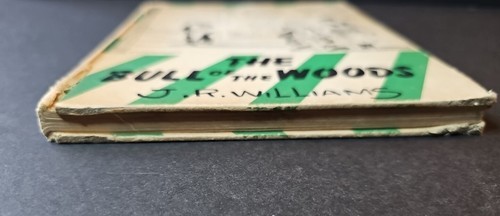 THE
BULL OF THE WOODS
J.R. WILLIAMS